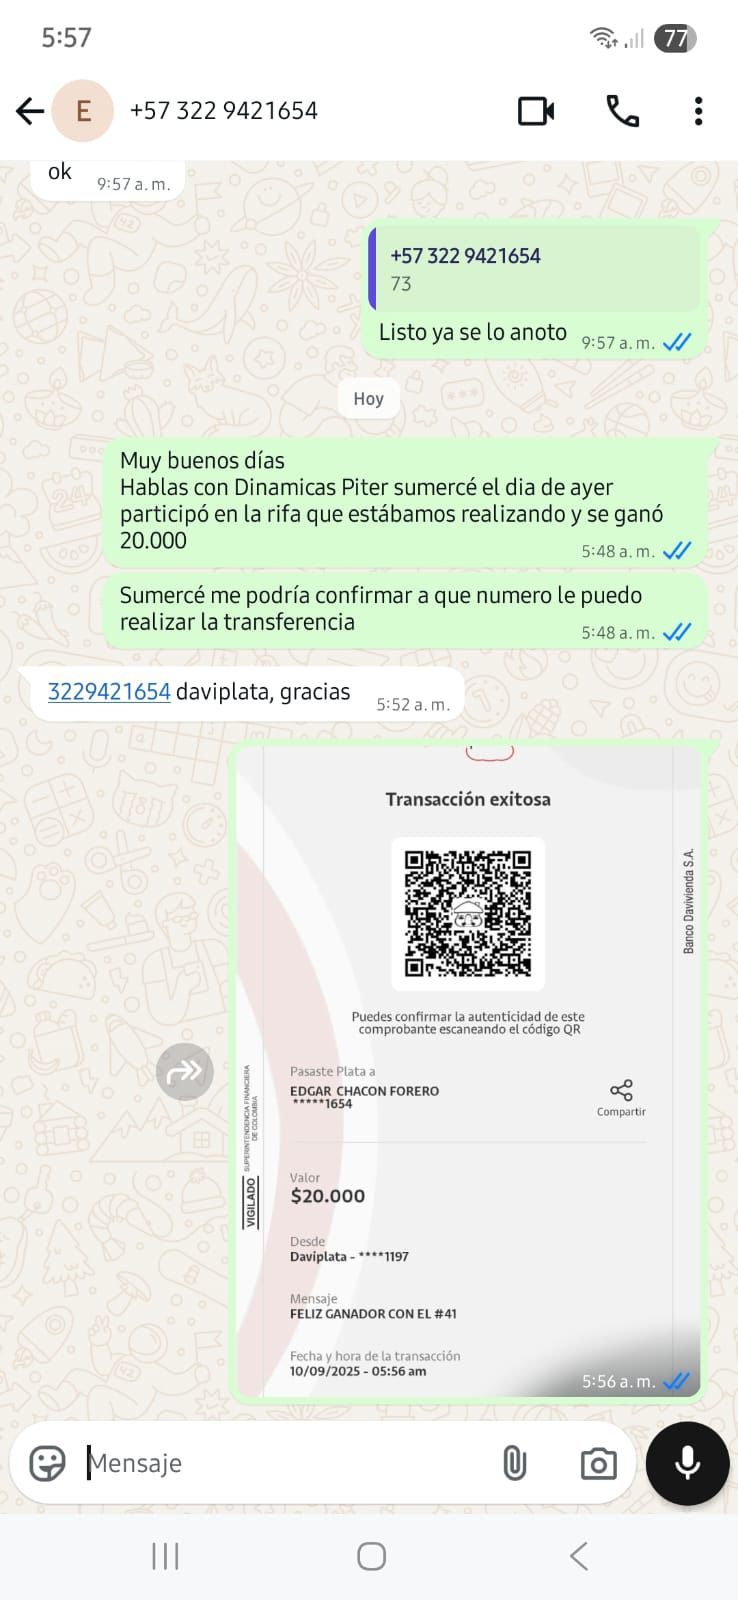 5:57
77
E
+57 322 9421654
ok
9:57 a. m.
+57 322 9421654
73
Listo ya se lo anoto
9:57 a. m.
Hoy
Muy buenos días
Hablas con Dinamicas Piter sumercé el dia de ayer
participó en la rifa que estábamos realizando y se ganó
20.000
5:48 a. m.
Sumercé me podría confirmar a que numero le puedo
realizar la transferencia
5:48 a. m.
3229421654 daviplata, gracias
5:52 a. m.
Transacción exitosa
Banco Davivienda S.A.
Puedes confirmar la autenticidad de este
comprobante escaneando el código QR
Pasaste Plata a
EDGAR CHACON FORERO
*****1654
Compartir
VIGILADO SUPERINTENDENCIA FINANCIERA
DE COLOMBIA
Valor
$20.000
Desde
Daviplata - ****1197
Mensaje
FELIZ GANADOR CON EL #41
Fecha y hora de la transacción
10/09/2025 - 05:56 am
5:56 a. m.
Mensaje